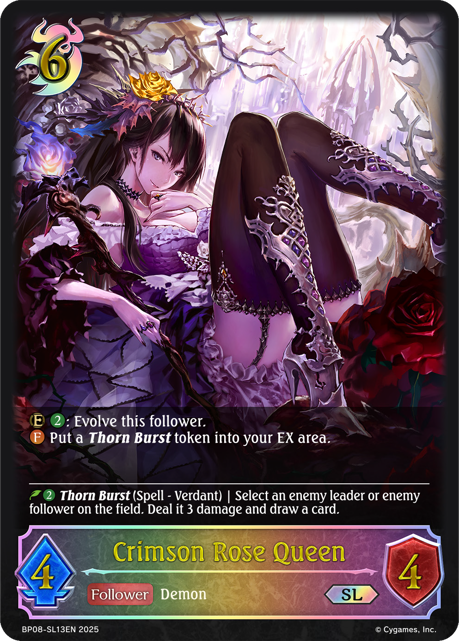 6
E 2 : Evolve this follower.
F Put a Thorn Burst token into your EX area.
2 Thorn Burst (Spell - Verdant) | Select an enemy leader or enemy
follower on the field. Deal it 3 damage and draw a card.
Crimson Rose Queen
4 Follower Demon SL 4
BP08-SL13EN 2025 © Cygames, Inc.